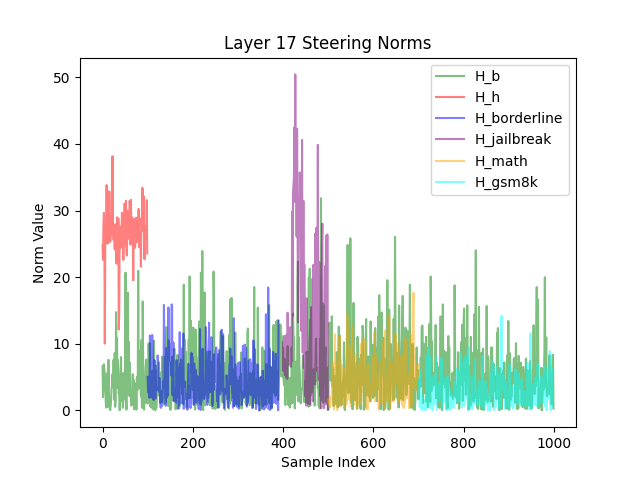 Layer 17 Steering Norms
Norm Value
50
40
30
20
10
0
H_b
H_h
H_borderline
H_jailbreak
H_math
H_gsm8k
0 200 400 600 800 1000
Sample Index